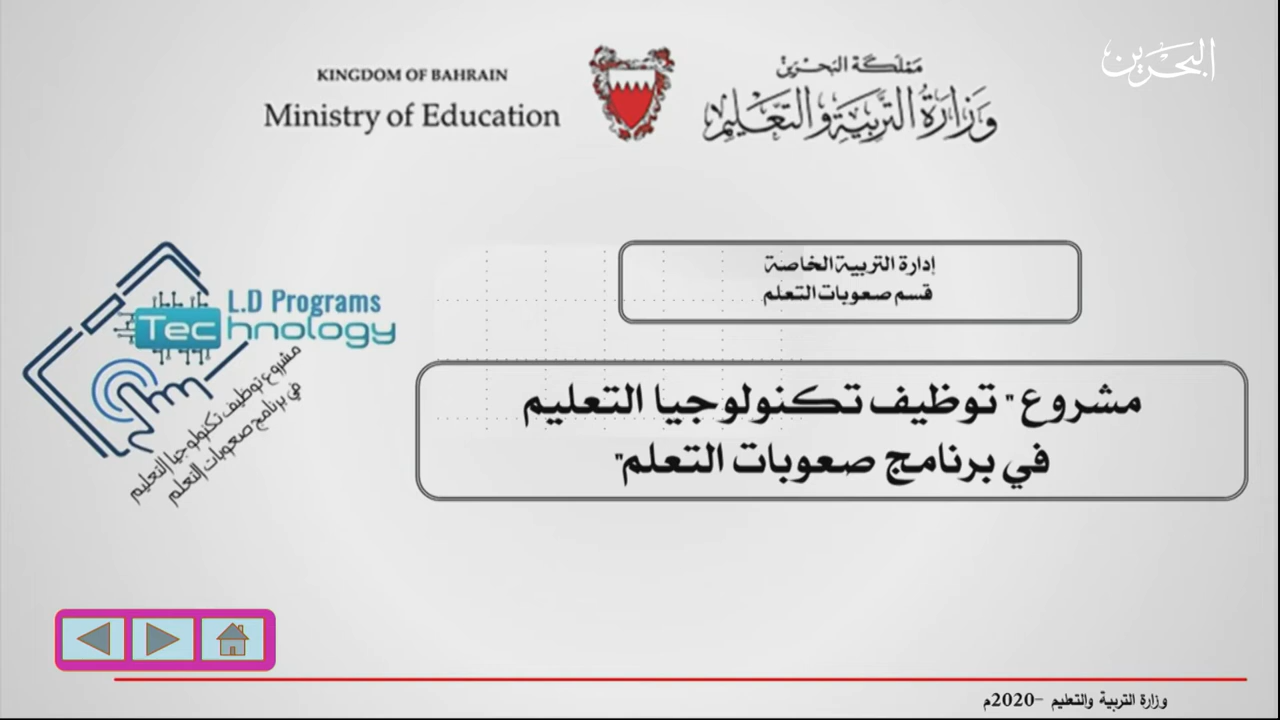 البحرين
KINGDOM OF BAHRAIN
Ministry of Education
مملكة البحرين
وزارة التربية والتعليم
إدارة التربية الخاصة
قسم صعوبات التعلم
L.D Programs
Technology
مشروع توظيف تكنولوجيا التعليم
في برنامج صعوبات التعلم
مشروع " توظيف تكنولوجيا التعليم
في برنامج صعوبات التعلم"
وزارة التربية والتعليم -2020م